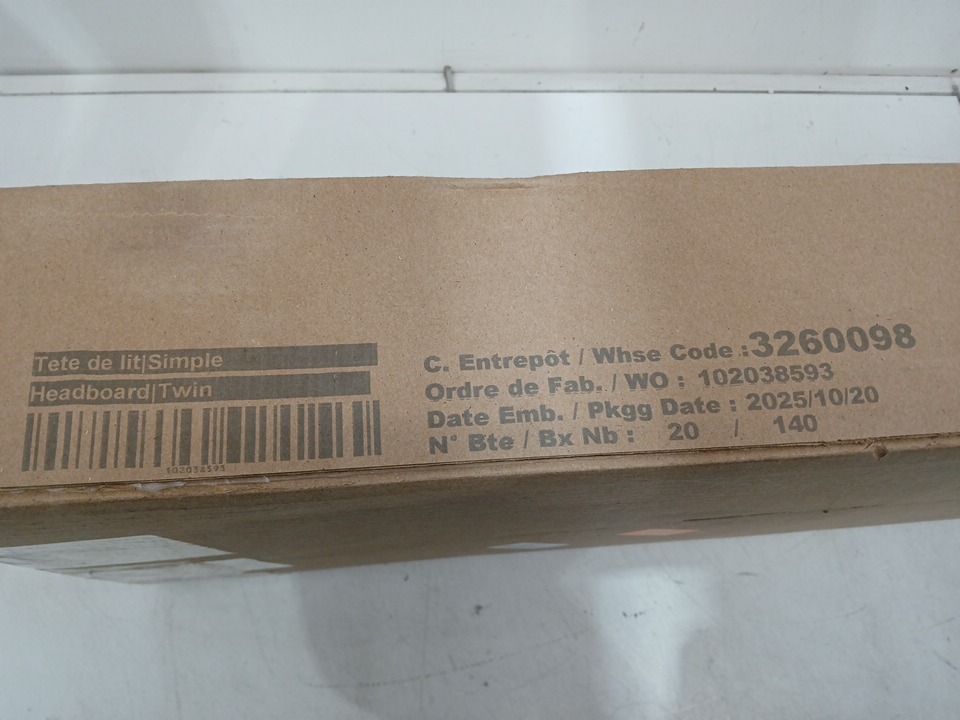 Tete de lit|Simple
Headboard|Twin
102038593
C. Entrepôt / Whse Code : 3260098
Ordre de Fab. / WO : 102038593
Date Emb. / Pkgg Date : 2025/10/20
N° Bte / Bx Nb : 20 / 140